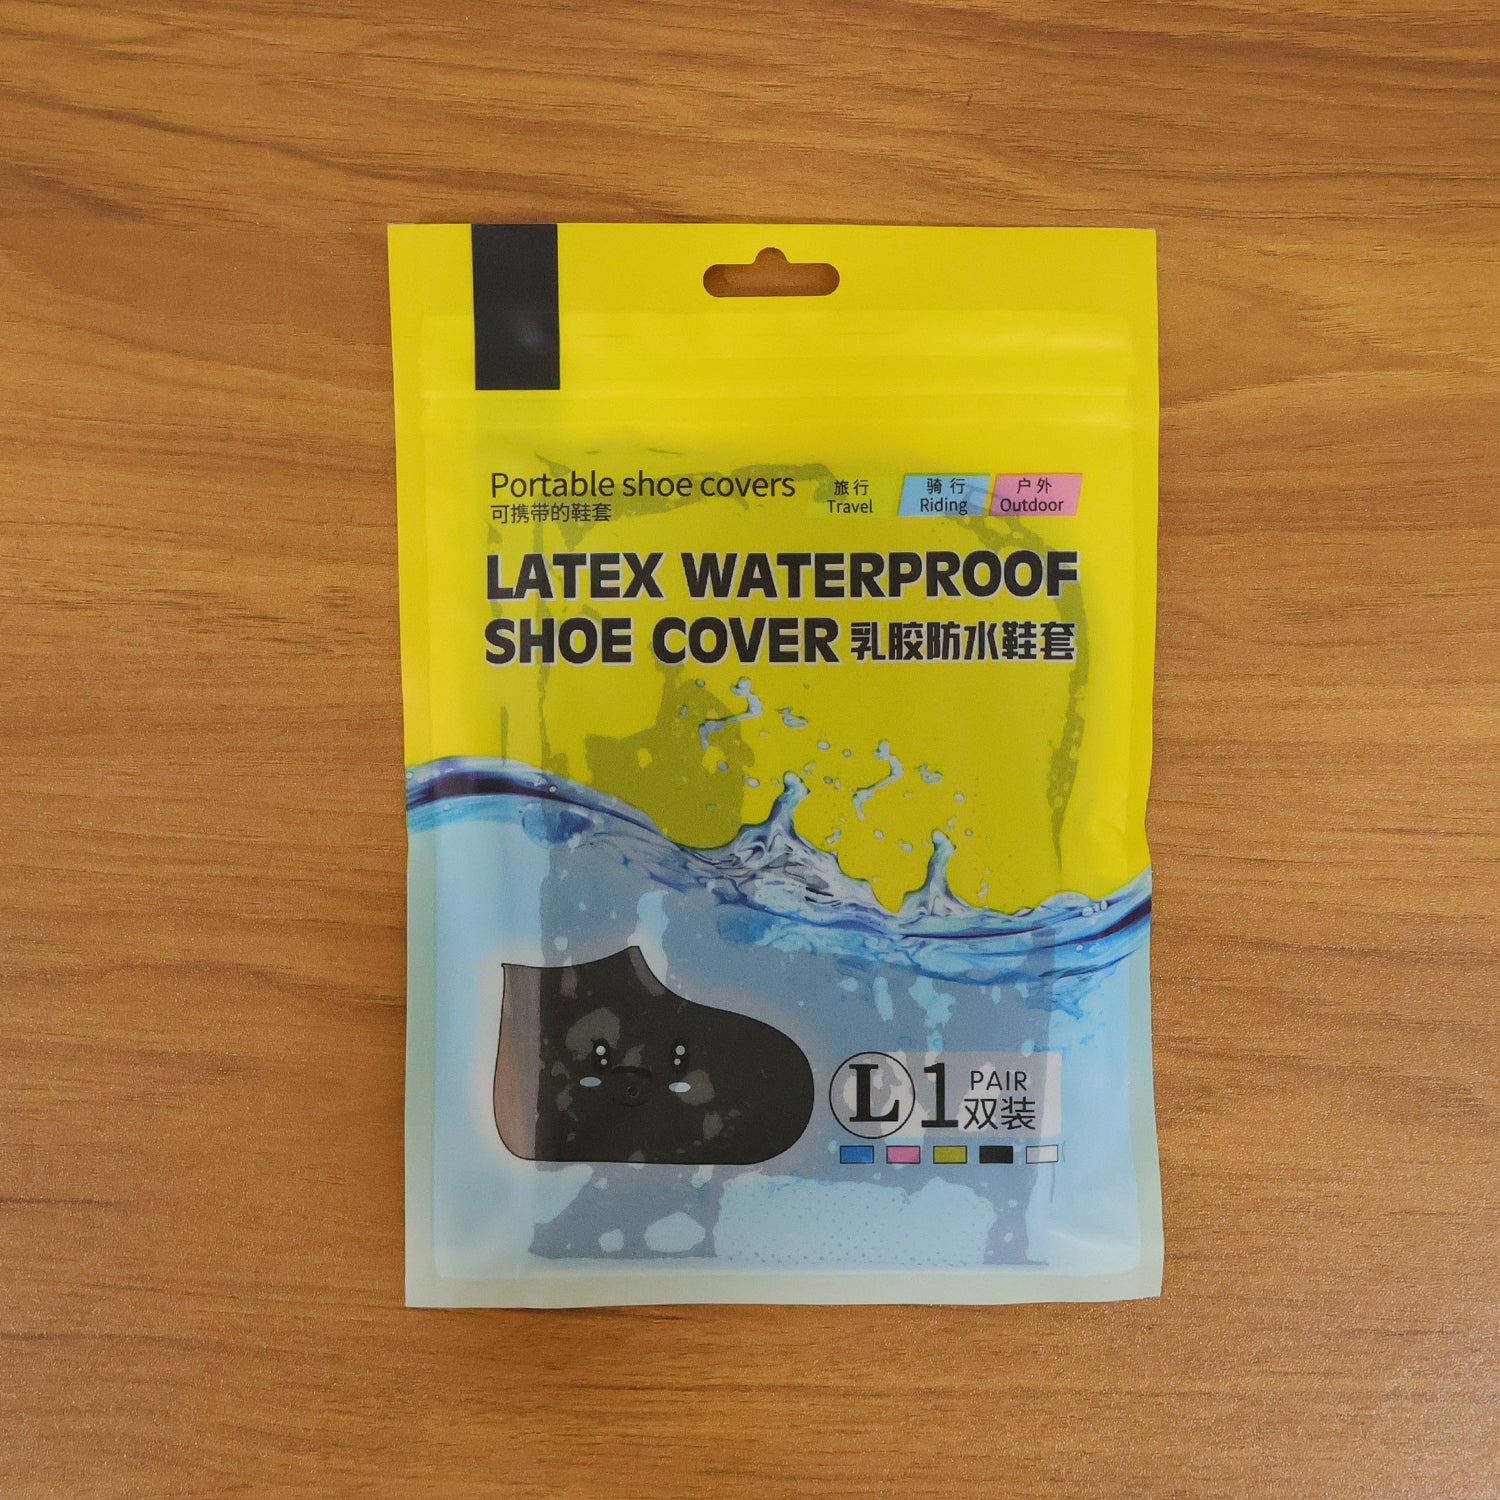 Portable shoe covers
可携带的鞋套
旅行
Travel
骑行
Riding
户外
Outdoor
LATEX WATERPROOF
SHOE COVER 乳胶防水鞋套
L 1 PAIR
双装